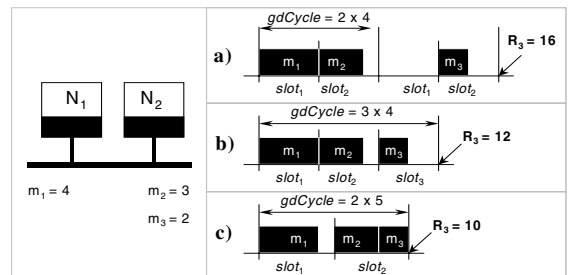 N1 N2
m1 = 4 m2 = 3
m3 = 2
a)
gdCycle = 2 x 4
m1 m2 m3
slot1 slot2 slot1 slot2
R3 = 16
b)
gdCycle = 3 x 4
m1 m2 m3
slot1 slot2 slot3
R3 = 12
c)
gdCycle = 2 x 5
m1 m2 m3
slot1 slot2
R3 = 10